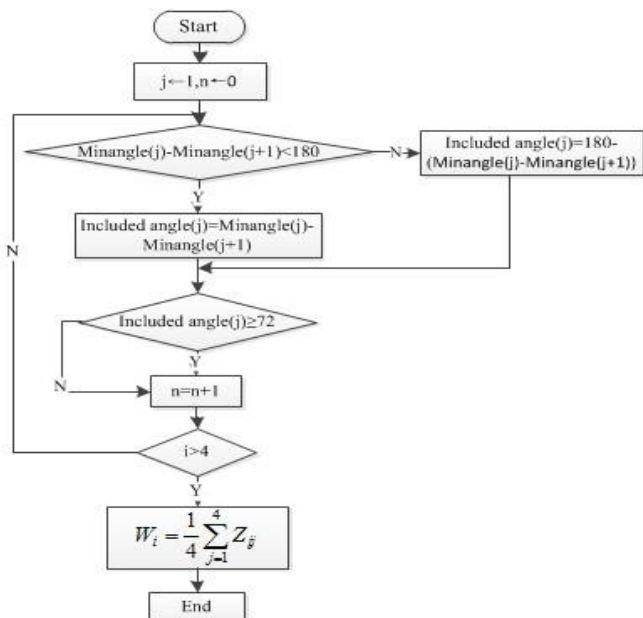 Start
j←1,n←0
Minangle(j)-Minangle(j+1)<180
N
Included angle(j)=180-
(Minangle(j)-Minangle(j+1)}
Y
Included angle(j)=Minangle(j)-
Minangle(j+1)
N
Included angle(j)≥72
Y
N
n=n+1
i>4
Y
W_i = \frac{1}{4} \sum_{j=1}^{4} Z_{ij}
End